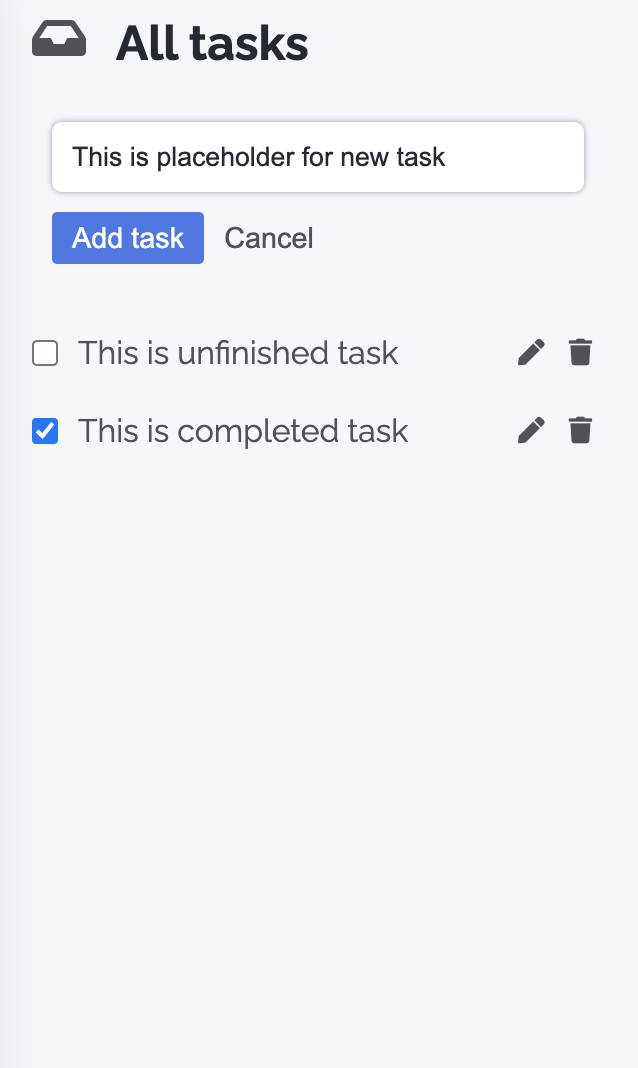 All tasks
This is placeholder for new task
Add task Cancel
This is unfinished task
This is completed task